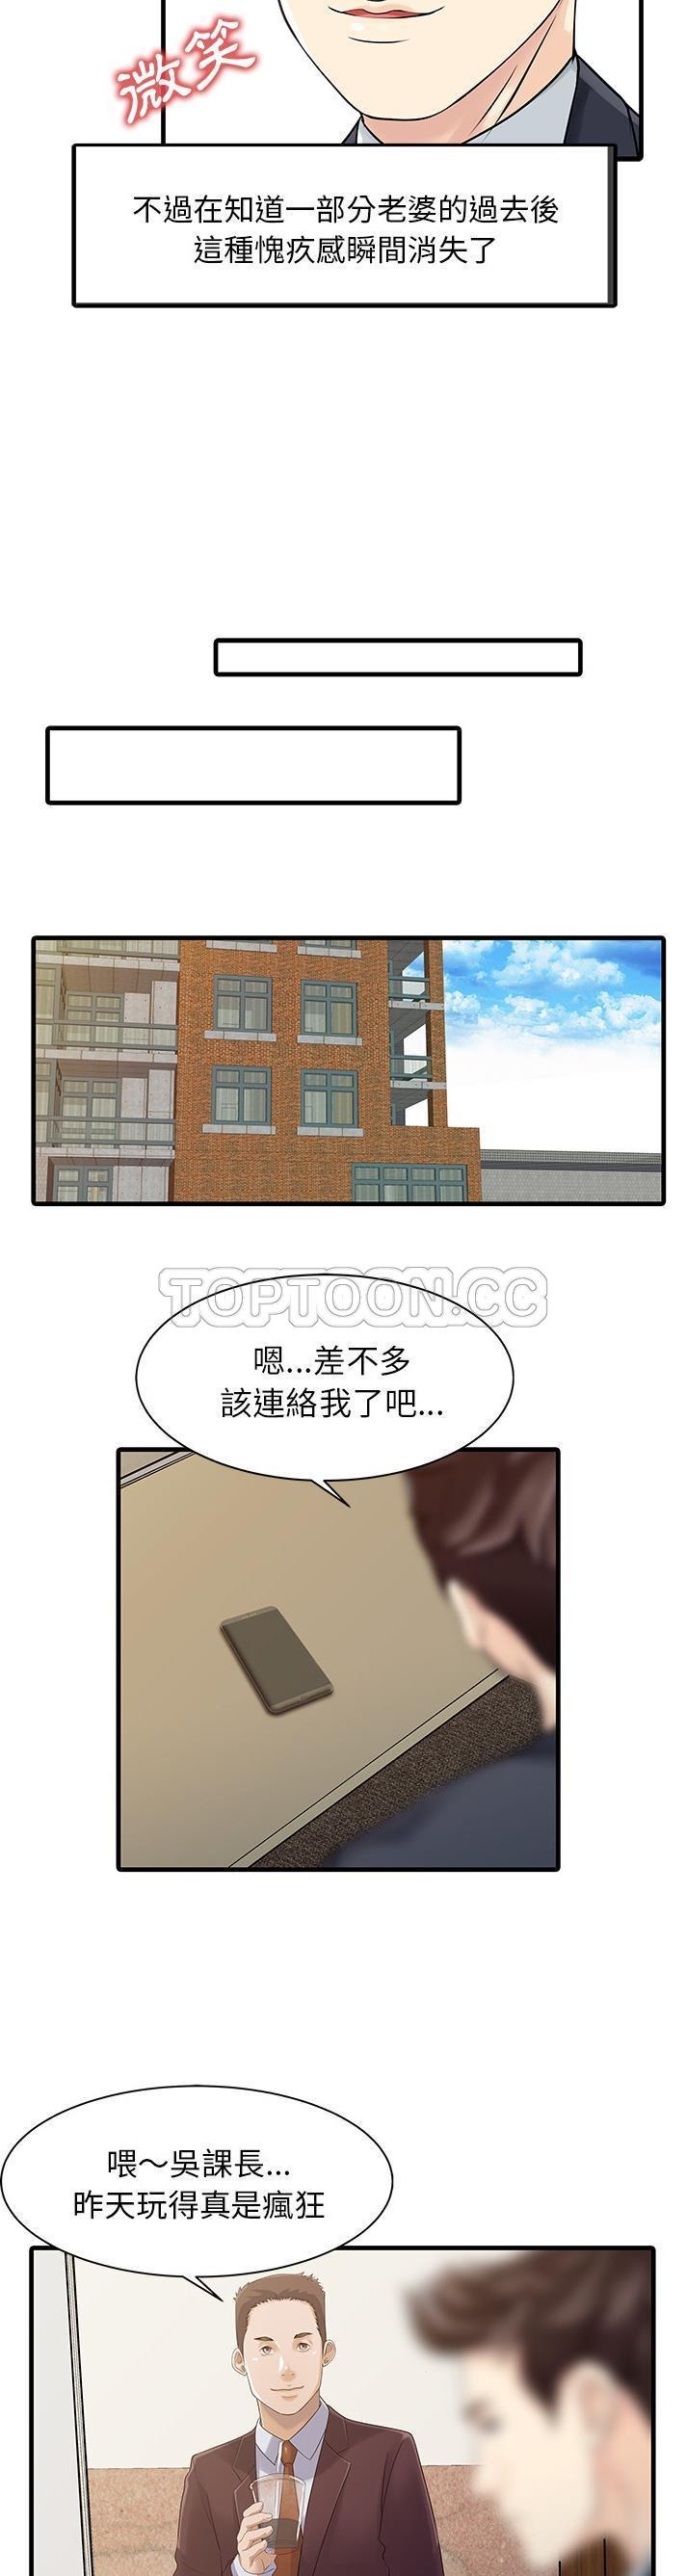 微笑
不過在知道一部分老婆的過去後
這種愧疚感瞬間消失了
TOPTOON.CC
嗯...差不多
該連絡我了吧...
喂～吳課長...
昨天玩得真是瘋狂